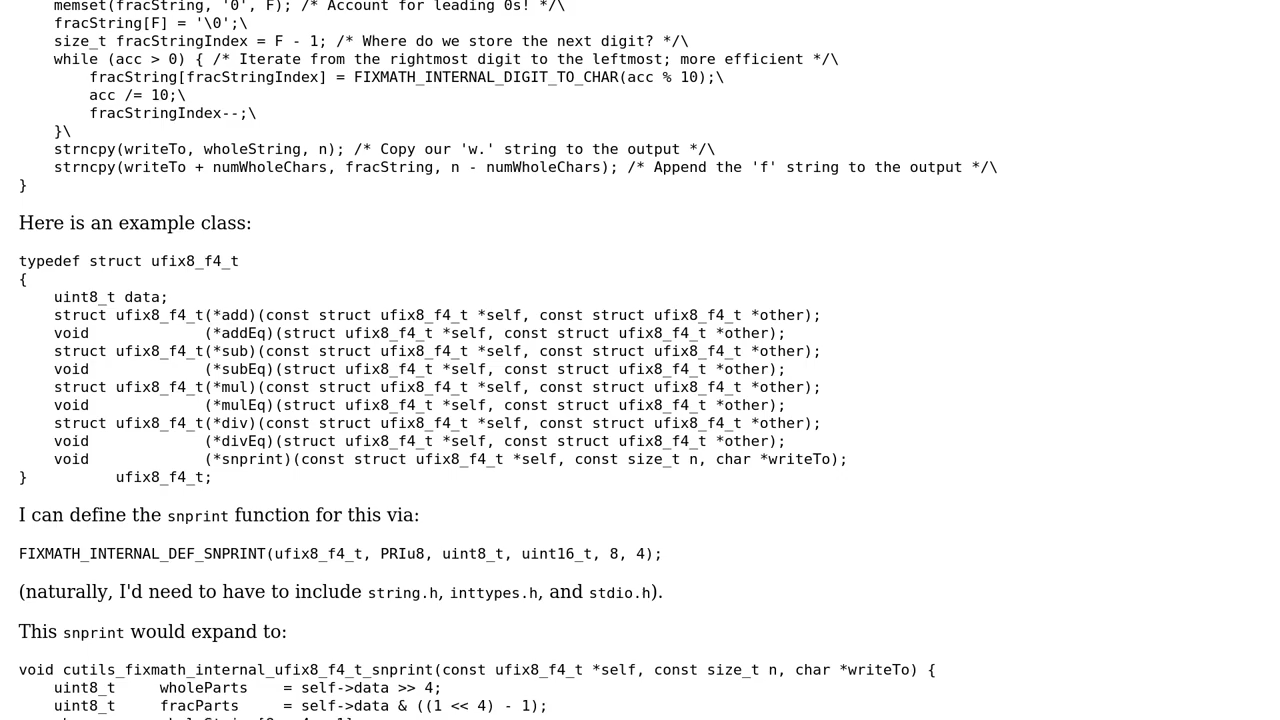 memset(fracString, '0', F); /* Account for leading 0s! */\
    fracString[F] = '\0';\
    size_t fracStringIndex = F - 1; /* Where do we store the next digit? */\
    while (acc > 0) { /* Iterate from the rightmost digit to the leftmost; more efficient */\
        fracString[fracStringIndex] = FIXMATH_INTERNAL_DIGIT_TO_CHAR(acc % 10);\
        acc /= 10;\
        fracStringIndex--;\
    }\
    strncpy(writeTo, wholeString, n); /* Copy our 'w.' string to the output */\
    strncpy(writeTo + numWholeChars, fracString, n - numWholeChars); /* Append the 'f' string to the output */\
}
Here is an example class:
typedef struct ufix8_f4_t
{
    uint8_t data;
    struct ufix8_f4_t(*add)(const struct ufix8_f4_t *self, const struct ufix8_f4_t *other);
    void             (*addEq)(struct ufix8_f4_t *self, const struct ufix8_f4_t *other);
    struct ufix8_f4_t(*sub)(const struct ufix8_f4_t *self, const struct ufix8_f4_t *other);
    void             (*subEq)(struct ufix8_f4_t *self, const struct ufix8_f4_t *other);
    struct ufix8_f4_t(*mul)(const struct ufix8_f4_t *self, const struct ufix8_f4_t *other);
    void             (*mulEq)(struct ufix8_f4_t *self, const struct ufix8_f4_t *other);
    struct ufix8_f4_t(*div)(const struct ufix8_f4_t *self, const struct ufix8_f4_t *other);
    void             (*divEq)(struct ufix8_f4_t *self, const struct ufix8_f4_t *other);
    void             (*snprint)(const struct ufix8_f4_t *self, const size_t n, char *writeTo);
}          ufix8_f4_t;
I can define the snprint function for this via:
FIXMATH_INTERNAL_DEF_SNPRINT(ufix8_f4_t, PRIu8, uint8_t, uint16_t, 8, 4);
(naturally, I'd need to have to include string.h, inttypes.h, and stdio.h).
This snprint would expand to:
void cutils_fixmath_internal_ufix8_f4_t_snprint(const ufix8_f4_t *self, const size_t n, char *writeTo) {
    uint8_t     wholeParts    = self->data >> 4;
    uint8_t     fracParts     = self->data & ((1 << 4) - 1);